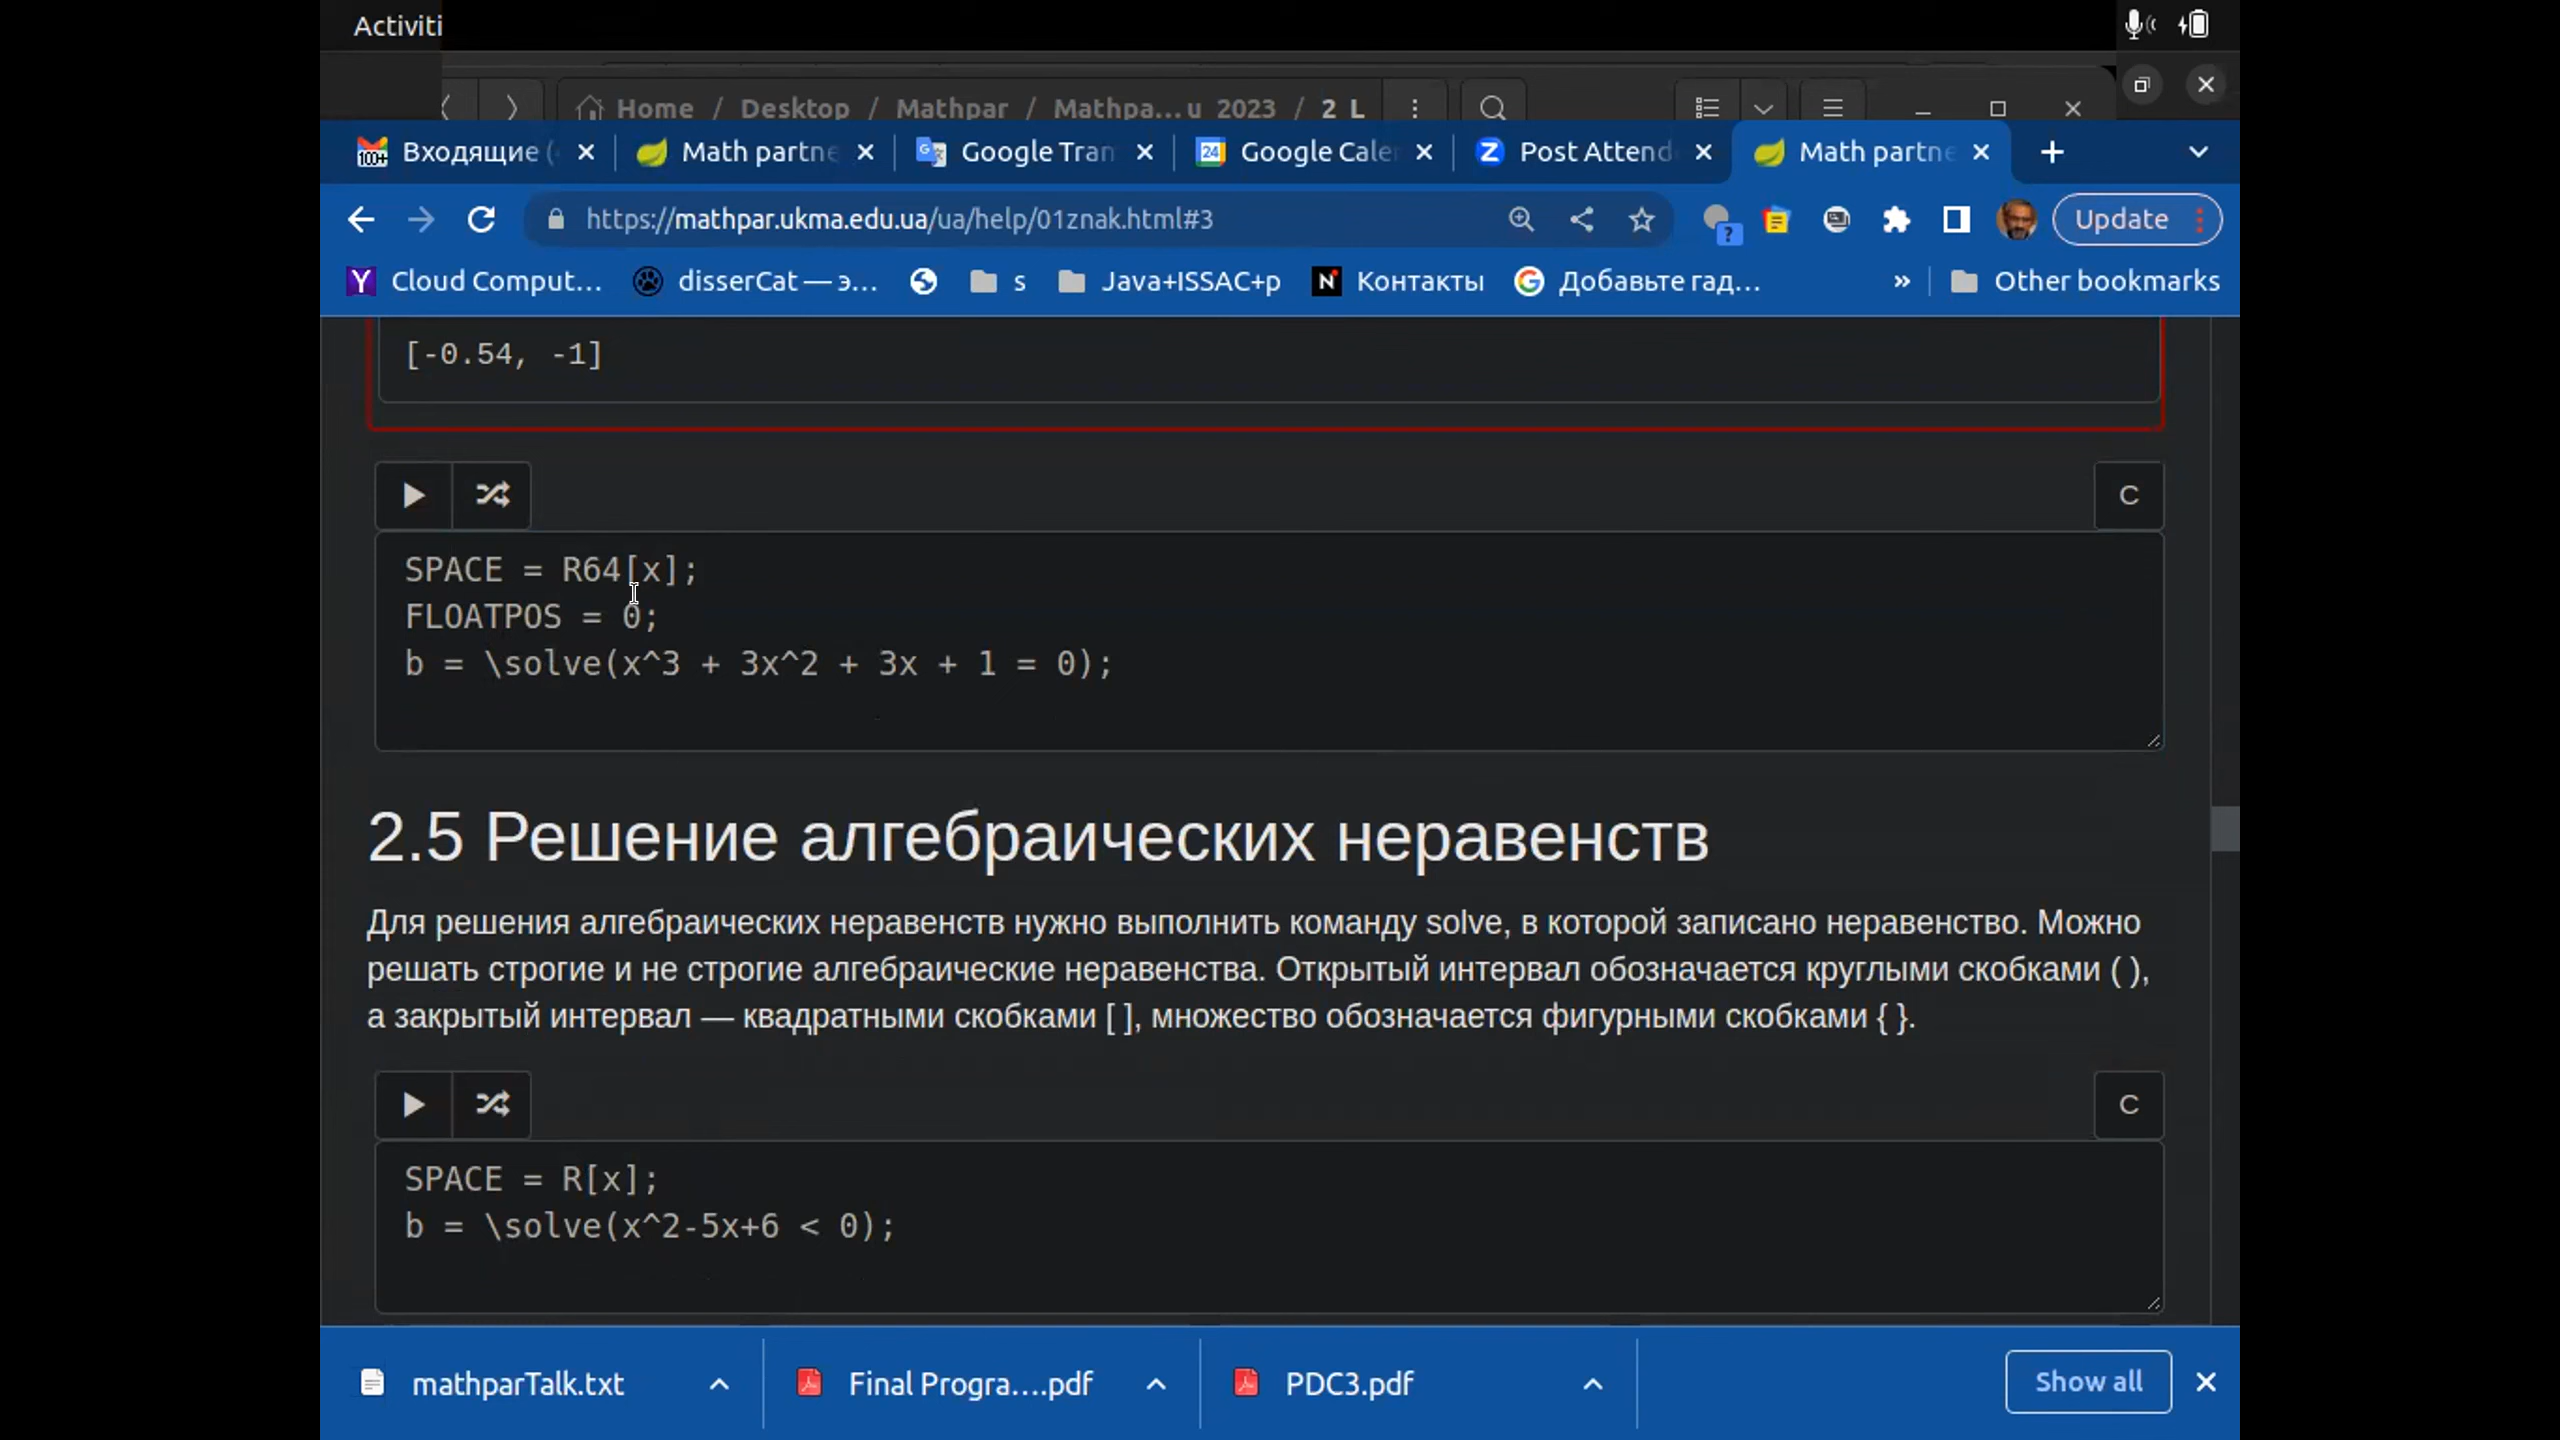 Activiti
Home / Desktop / Mathpar / Mathpa...u 2023 / 2 L
Входящие ( Math partne Google Tran Google Caler Post Attend Math partne
https://mathpar.ukma.edu.ua/ua/help/01znak.html#3 Update
Cloud Comput... disserCat — э... s Java+ISSAC+p Контакты Добавьте гад... » Other bookmarks
[-0.54, -1]
C
SPACE = R64[x];
FLOATPOS = 0;
b = \solve(x^3 + 3x^2 + 3x + 1 = 0);
2.5 Решение алгебраических неравенств
Для решения алгебраических неравенств нужно выполнить команду solve, в которой записано неравенство. Можно
решать строгие и не строгие алгебраические неравенства. Открытый интервал обозначается круглыми скобками ( ),
а закрытый интервал — квадратными скобками [ ], множество обозначается фигурными скобками { }.
C
SPACE = R[x];
b = \solve(x^2-5x+6 < 0);
mathparTalk.txt Final Progra....pdf PDC3.pdf Show all